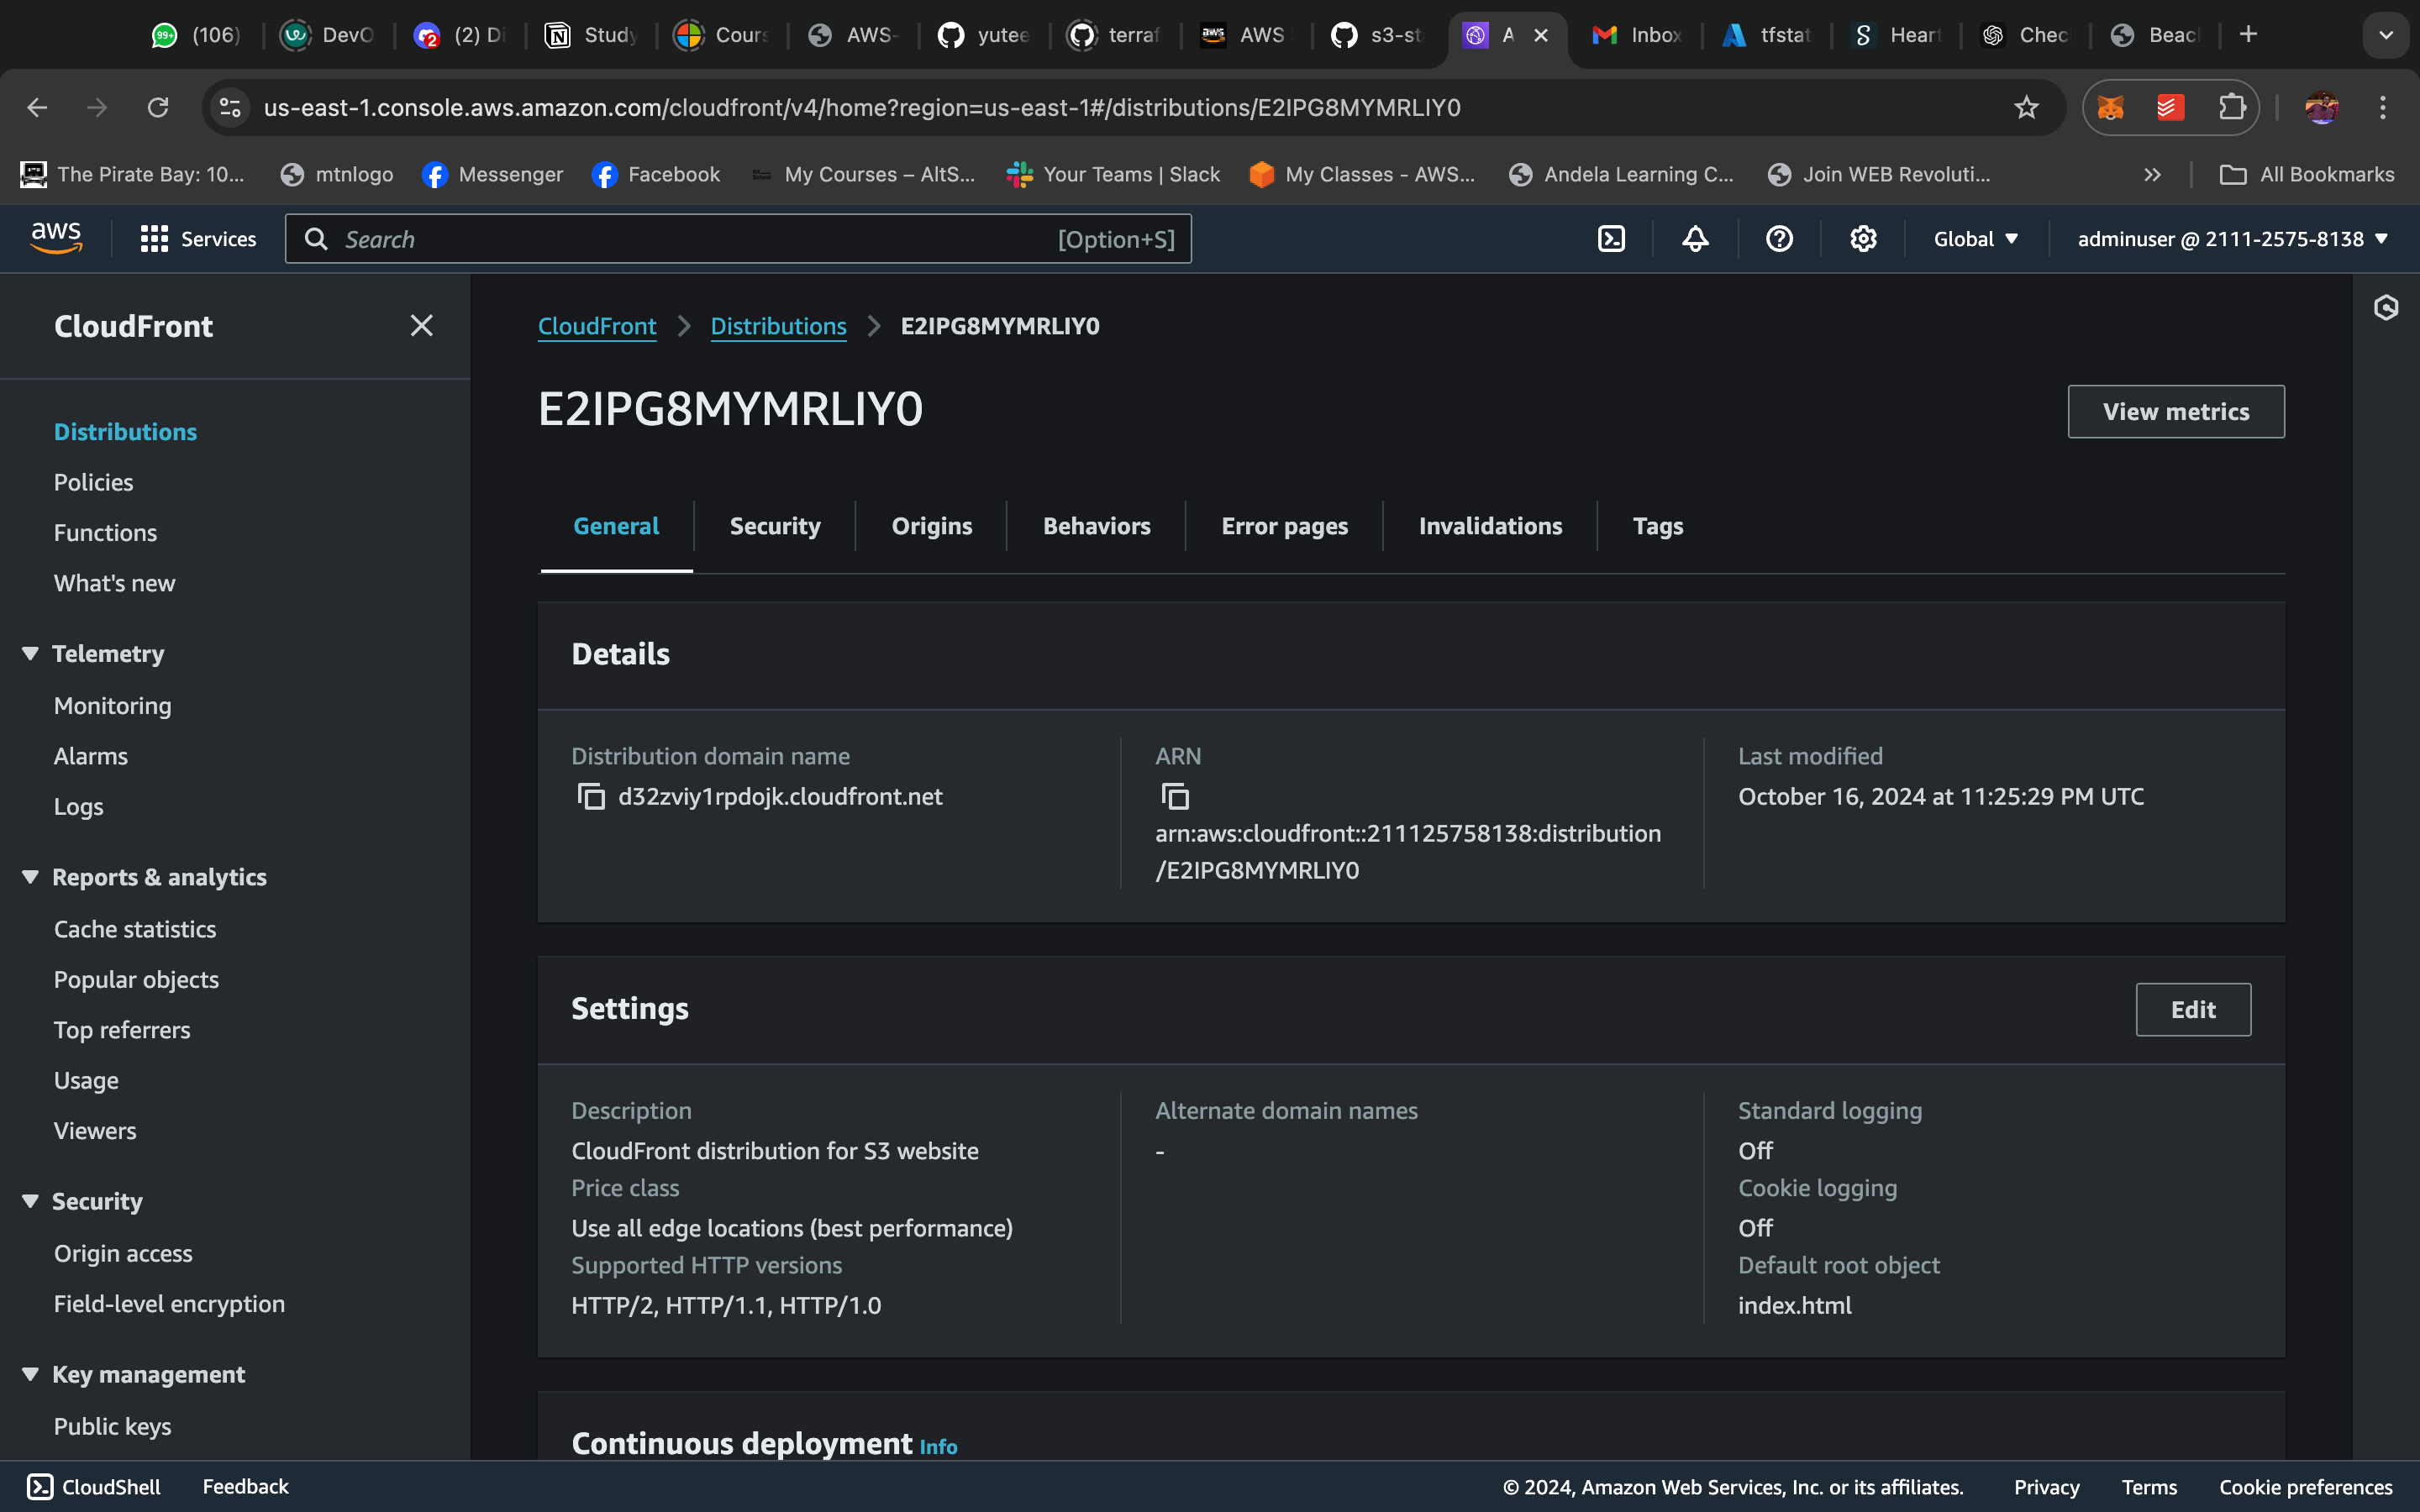 99+ (106)
DevO
2 (2) Di
Study
Cours
AWS-
yutee
terraf
aws AWS
s3-st
A
Inbox
tfstat
Heart
Chec
Beac
us-east-1.console.aws.amazon.com/cloudfront/v4/home?region=us-east-1#/distributions/E2IPG8MYMRLIY0
The Pirate Bay: 10...
mtnlogo
Messenger
Facebook
My Courses – AltS...
Your Teams | Slack
My Classes - AWS...
Andela Learning C...
Join WEB Revoluti...
All Bookmarks
aws
Services
Search
[Option+S]
Global
adminuser @ 2111-2575-8138
CloudFront
Distributions
Policies
Functions
What's new
Telemetry
Monitoring
Alarms
Logs
Reports & analytics
Cache statistics
Popular objects
Top referrers
Usage
Viewers
Security
Origin access
Field-level encryption
Key management
Public keys
CloudFront
Distributions
E2IPG8MYMRLIY0
E2IPG8MYMRLIY0
View metrics
General
Security
Origins
Behaviors
Error pages
Invalidations
Tags
Details
Distribution domain name
d32zviy1rpdojk.cloudfront.net
ARN
arn:aws:cloudfront::211125758138:distribution
/E2IPG8MYMRLIY0
Last modified
October 16, 2024 at 11:25:29 PM UTC
Settings
Edit
Description
CloudFront distribution for S3 website
Price class
Use all edge locations (best performance)
Supported HTTP versions
HTTP/2, HTTP/1.1, HTTP/1.0
Alternate domain names
-
Standard logging
Off
Cookie logging
Off
Default root object
index.html
Continuous deployment Info
CloudShell
Feedback
© 2024, Amazon Web Services, Inc. or its affiliates.
Privacy
Terms
Cookie preferences